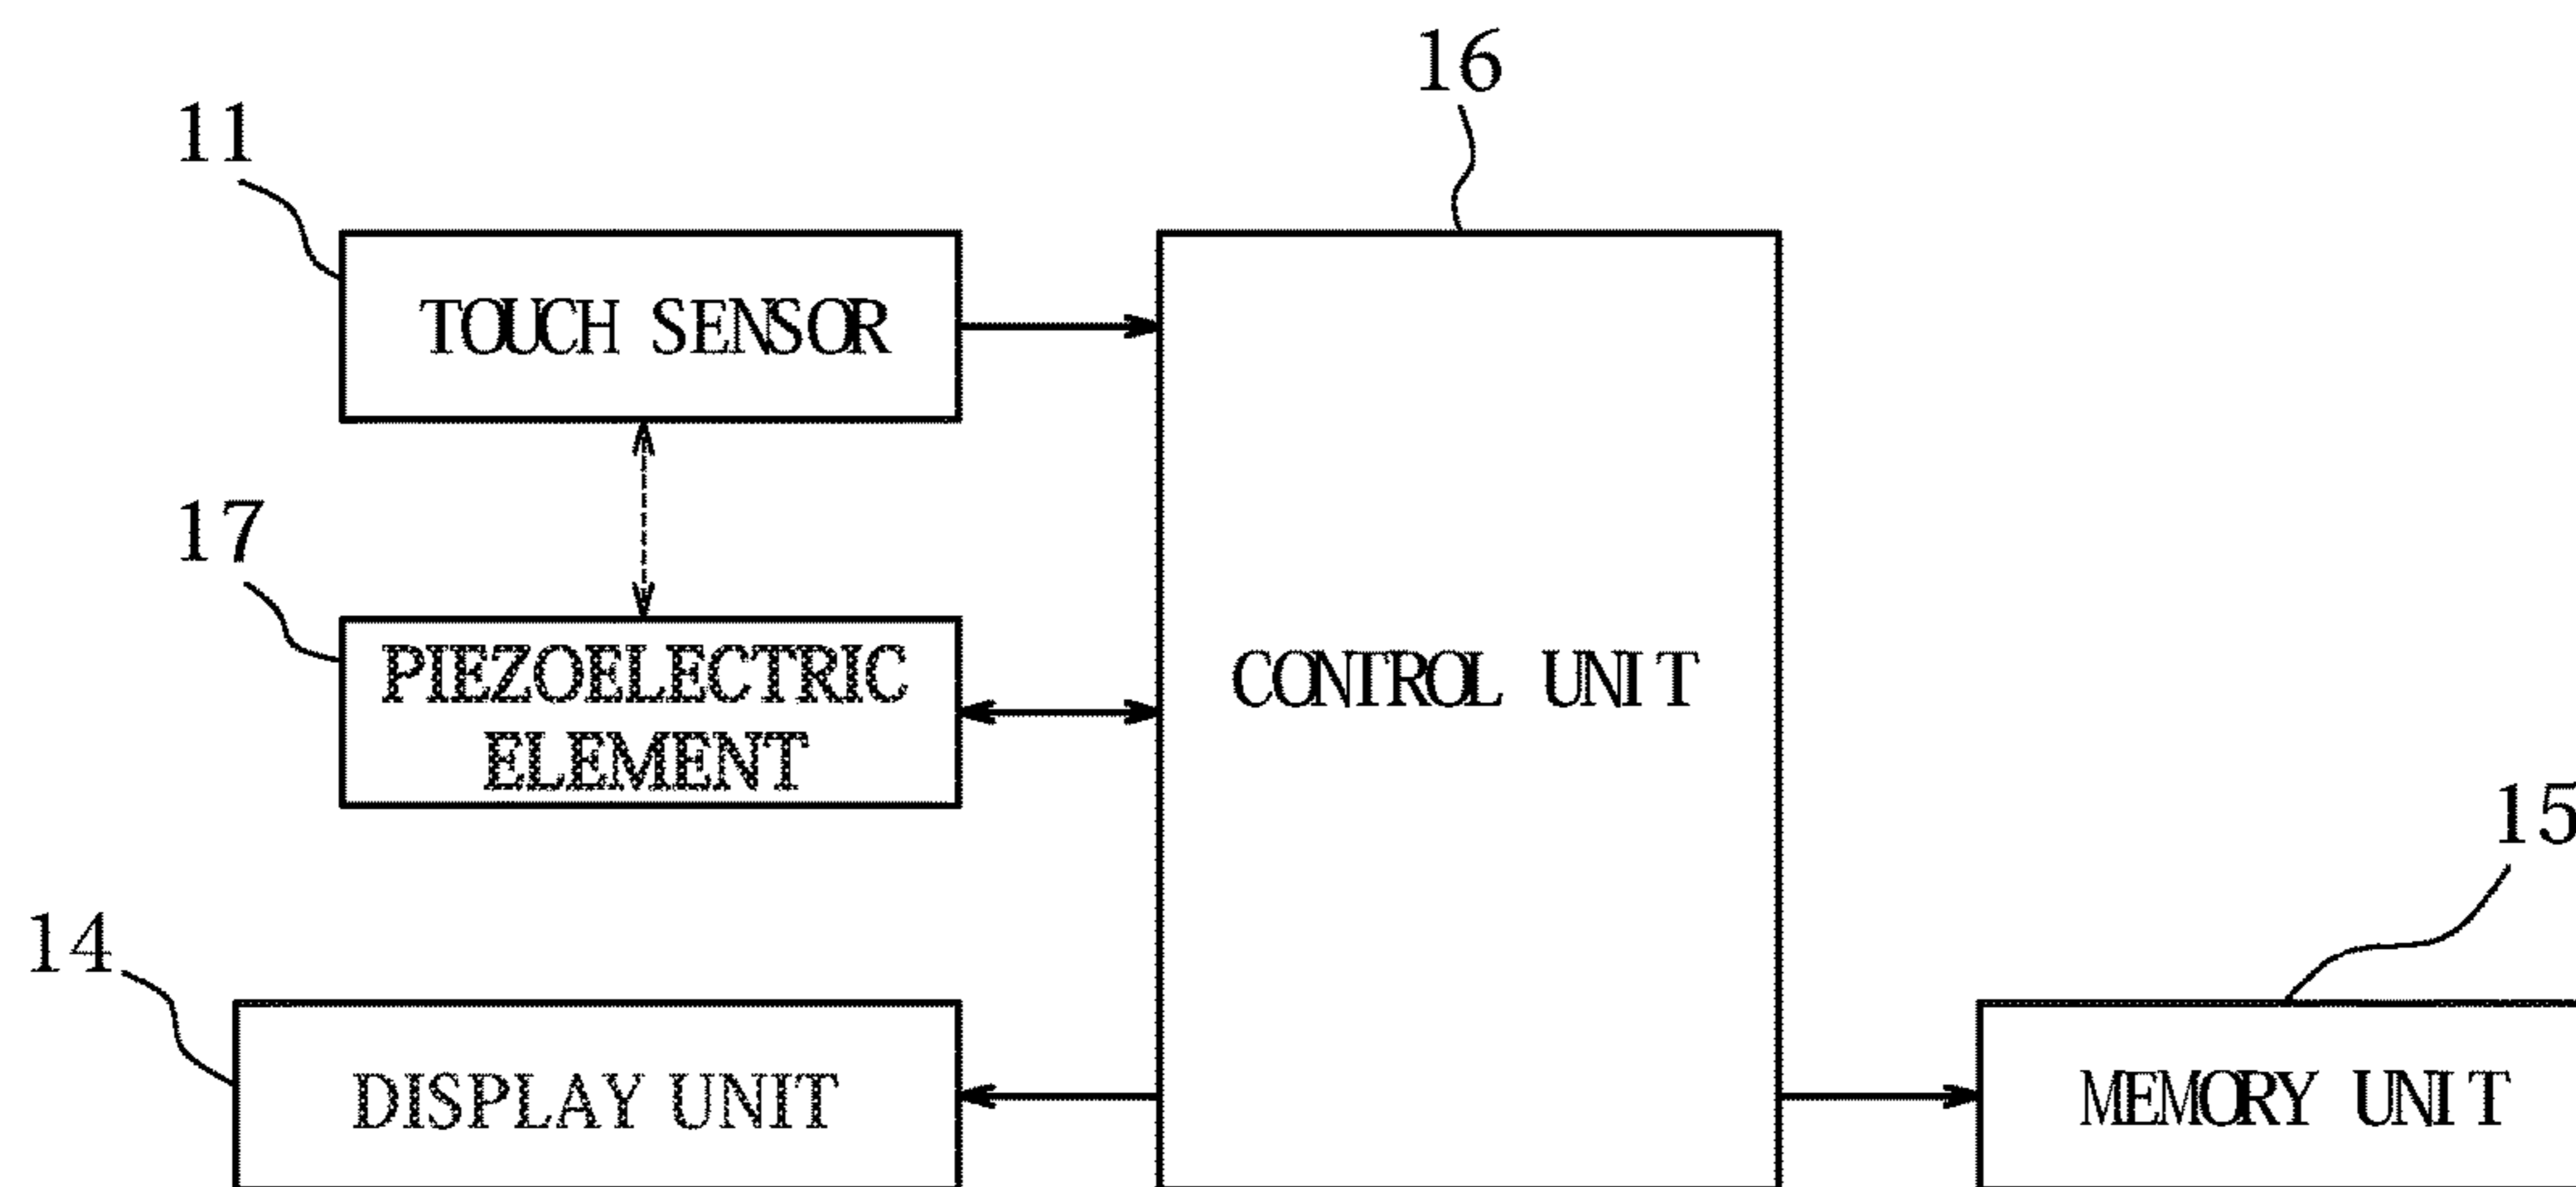 16
11
TOUCH SENSOR
17
PIEZOELECTRIC
ELEMENT
CONTROL UNIT
15
14
DISPLAY UNIT
MEMORY UNIT